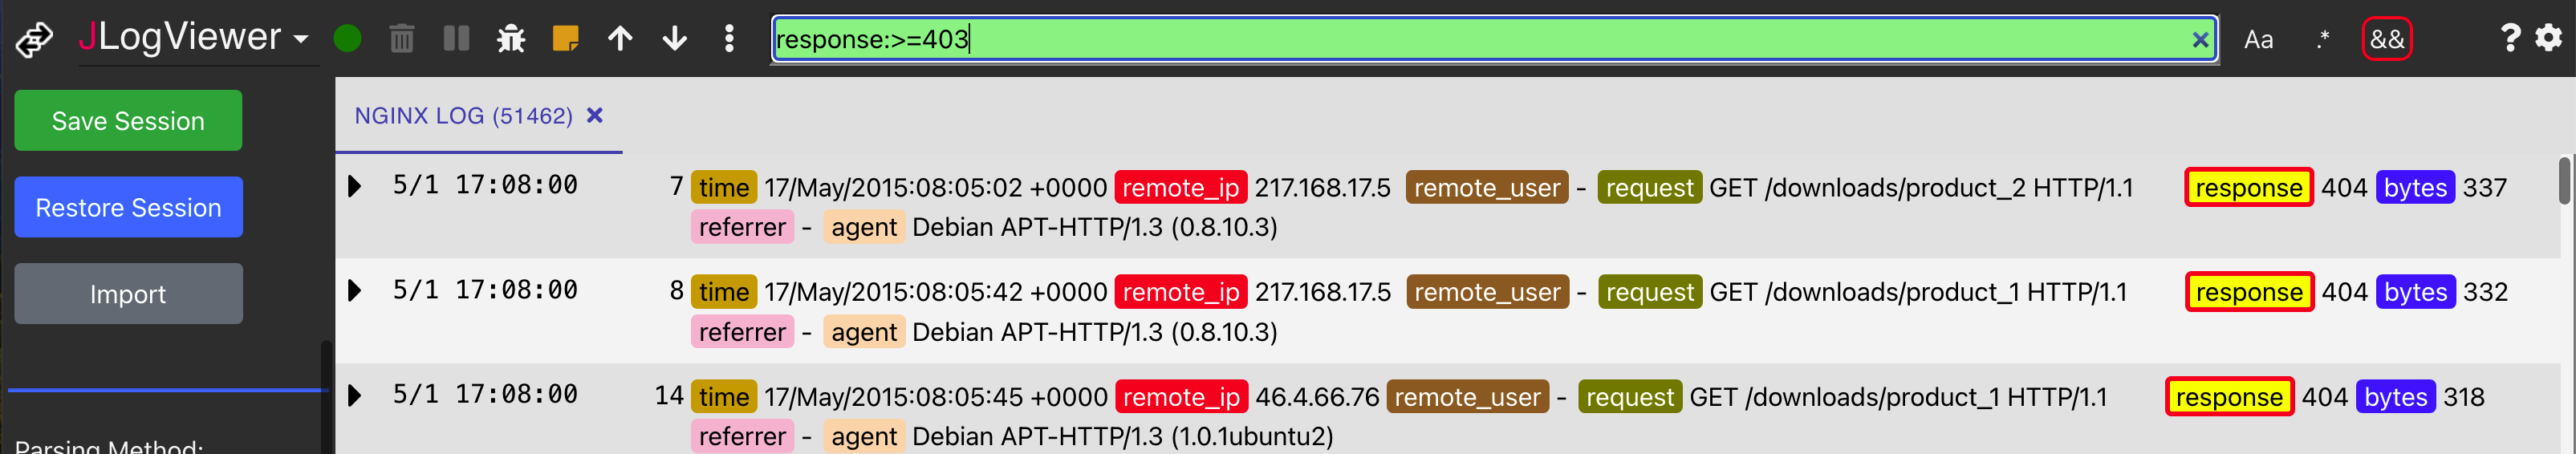 JLogViewer
response:>=403
Aa
.*
&&
?
Save Session
Restore Session
Import
Parsing Method:
NGINX LOG (51462)
5/1 17:08:00 7 time 17/May/2015:08:05:02 +0000 remote_ip 217.168.17.5 remote_user - request GET /downloads/product_2 HTTP/1.1 response 404 bytes 337
referrer - agent Debian APT-HTTP/1.3 (0.8.10.3)
5/1 17:08:00 8 time 17/May/2015:08:05:42 +0000 remote_ip 217.168.17.5 remote_user - request GET /downloads/product_1 HTTP/1.1 response 404 bytes 332
referrer - agent Debian APT-HTTP/1.3 (0.8.10.3)
5/1 17:08:00 14 time 17/May/2015:08:05:45 +0000 remote_ip 46.4.66.76 remote_user - request GET /downloads/product_1 HTTP/1.1 response 404 bytes 318
referrer - agent Debian APT-HTTP/1.3 (1.0.1ubuntu2)